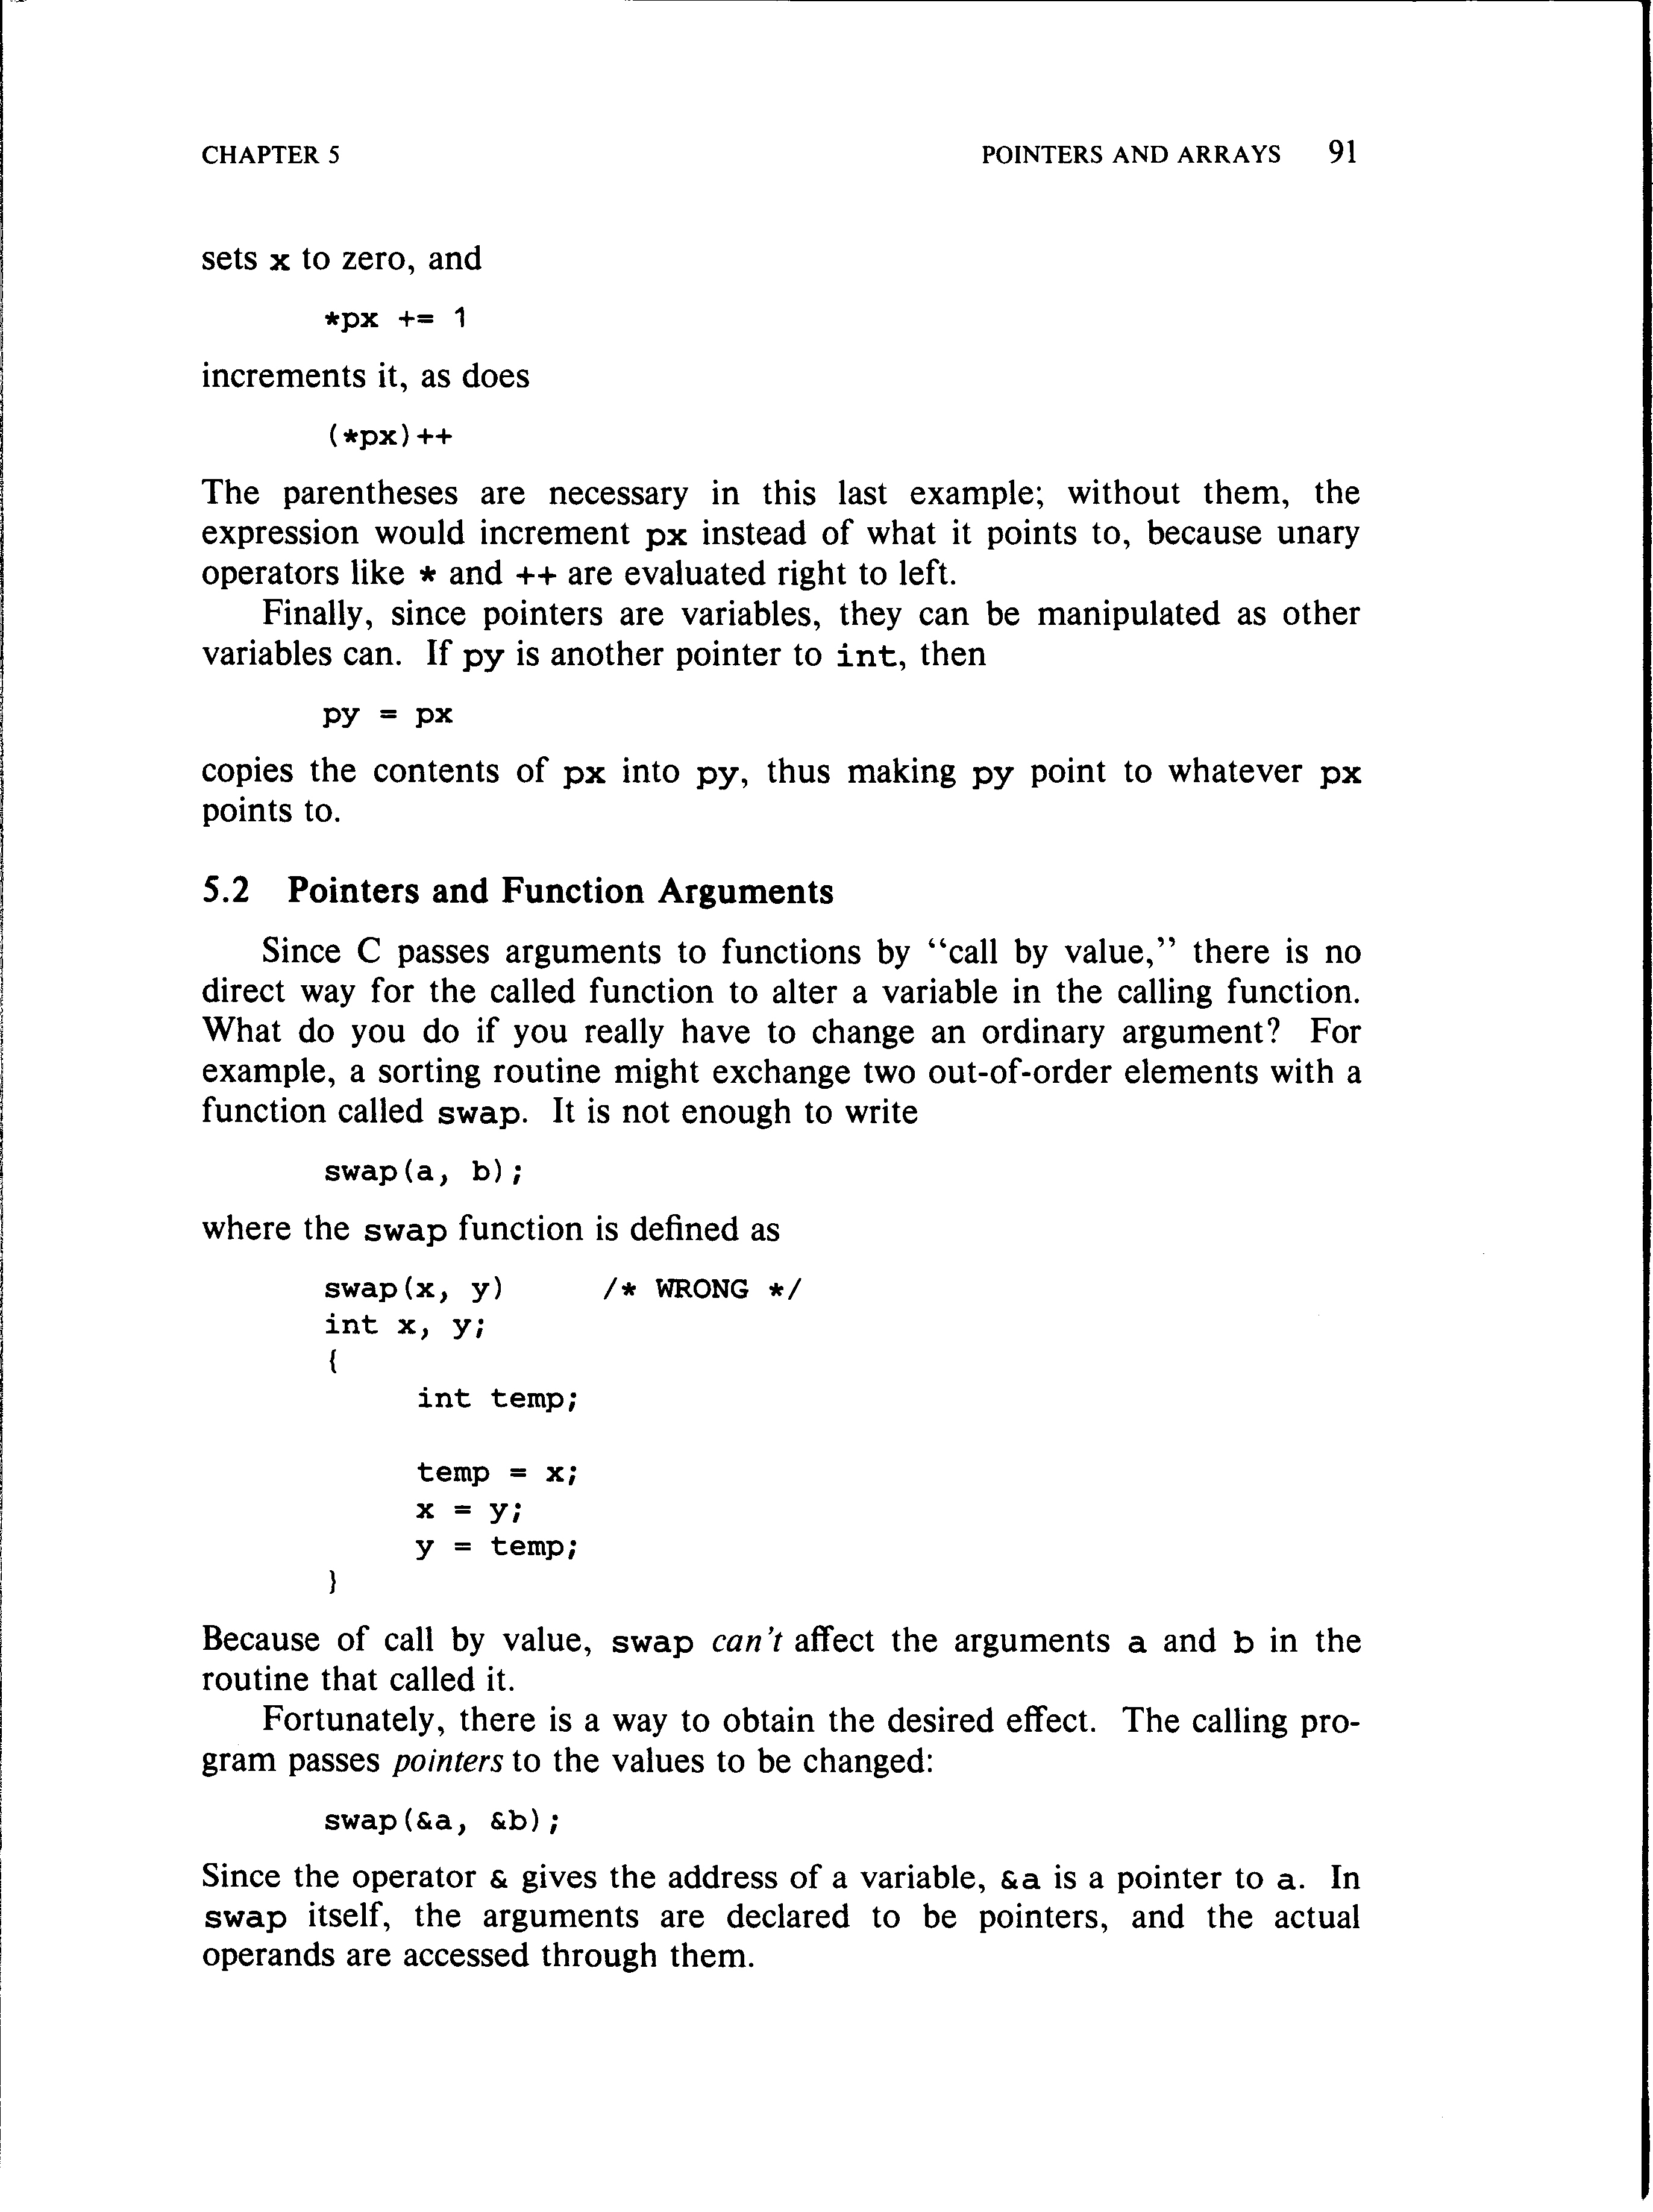 CHAPTER 5 POINTERS AND ARRAYS 91
sets x to zero, and
*px += 1
increments it, as does
(*px)++
The parentheses are necessary in this last example; without them, the
expression would increment px instead of what it points to, because unary
operators like * and ++ are evaluated right to left.
Finally, since pointers are variables, they can be manipulated as other
variables can. If py is another pointer to int, then
py = px
copies the contents of px into py, thus making py point to whatever px
points to.
5.2 Pointers and Function Arguments
Since C passes arguments to functions by “call by value,” there is no
direct way for the called function to alter a variable in the calling function.
What do you do if you really have to change an ordinary argument? For
example, a sorting routine might exchange two out-of-order elements with a
function called swap. It is not enough to write
swap(a, b);
where the swap function is defined as
swap(x, y) /* WRONG */
int x, y;
{
int temp;
temp = x;
x = y;
y = temp;
}
Because of call by value, swap can't affect the arguments a and b in the
routine that called it.
Fortunately, there is a way to obtain the desired effect. The calling pro-
gram passes pointers to the values to be changed:
swap(&a, &b);
Since the operator & gives the address of a variable, &a is a pointer to a. In
swap itself, the arguments are declared to be pointers, and the actual
operands are accessed through them.